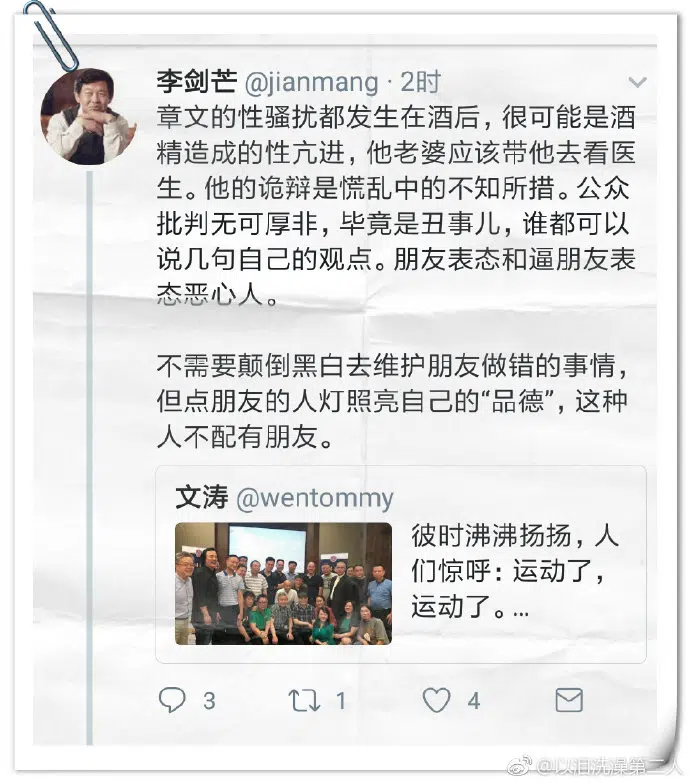 李剑芒 @jianmang · 2时
章文的性骚扰都发生在酒后，很可能是酒
精造成的性亢进，他老婆应该带他去看医
生。他的诡辩是慌乱中的不知所措。公众
批判无可厚非，毕竟是丑事儿，谁都可以
说几句自己的观点。朋友表态和逼朋友表
态恶心人。
不需要颠倒黑白去维护朋友做错的事情，
但点朋友的人灯照亮自己的“品德”，这种
人不配有朋友。
文涛 @wentommy
彼时沸沸扬扬，人
们惊呼：运动了，
运动了。...
3 1 4
@以泪洗澡第二人